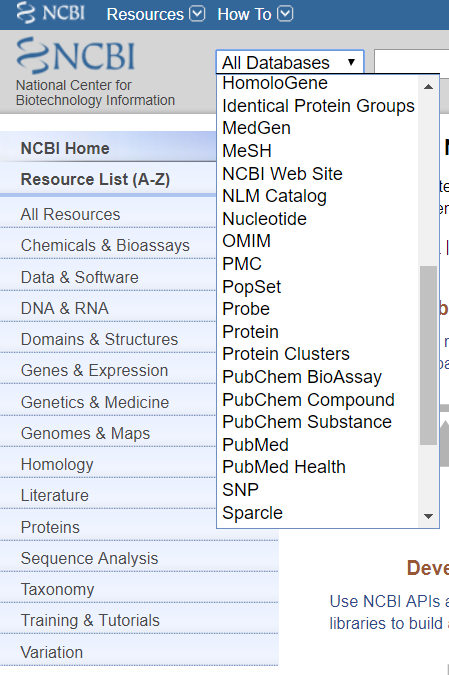 NCBI Resources How To
NCBI
National Center for
Biotechnology Information
All Databases
HomoloGene
Identical Protein Groups
MedGen
MeSH
NCBI Web Site
NLM Catalog
Nucleotide
OMIM
PMC
PopSet
Probe
Protein
Protein Clusters
PubChem BioAssay
PubChem Compound
PubChem Substance
PubMed
PubMed Health
SNP
Sparcle
NCBI Home
Resource List (A-Z)
All Resources
Chemicals & Bioassays
Data & Software
DNA & RNA
Domains & Structures
Genes & Expression
Genetics & Medicine
Genomes & Maps
Homology
Literature
Proteins
Sequence Analysis
Taxonomy
Training & Tutorials
Variation
Deve
Use NCBI APIs a
libraries to build